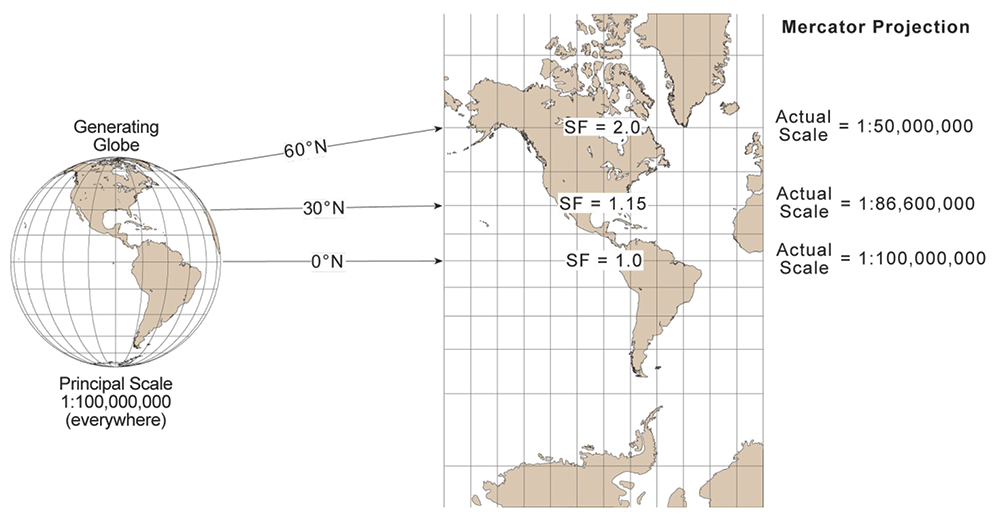 Mercator Projection
Generating
Globe
60°N
SF = 2.0
Actual
Scale = 1:50,000,000
30°N
SF = 1.15
Actual
Scale = 1:86,600,000
0°N
SF = 1.0
Actual
Scale = 1:100,000,000
Principal Scale
1:100,000,000
(everywhere)